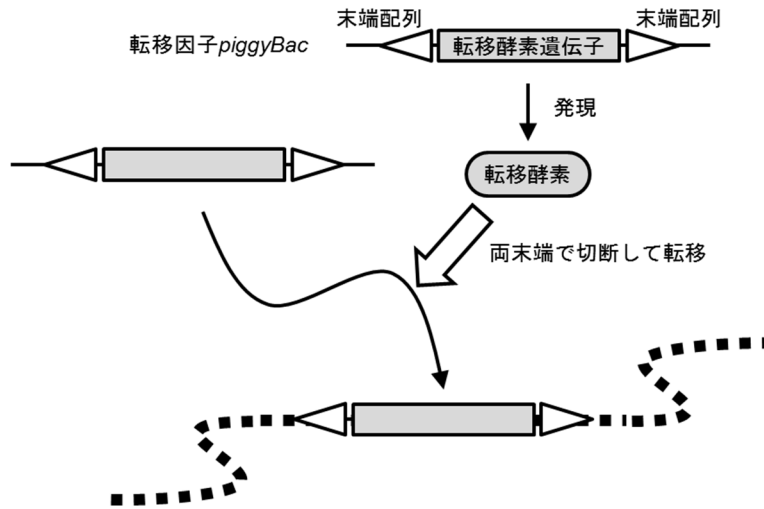 末端配列
末端配列
転移因子piggyBac
転移酵素遺伝子
発現
転移酵素
両末端で切断して転移